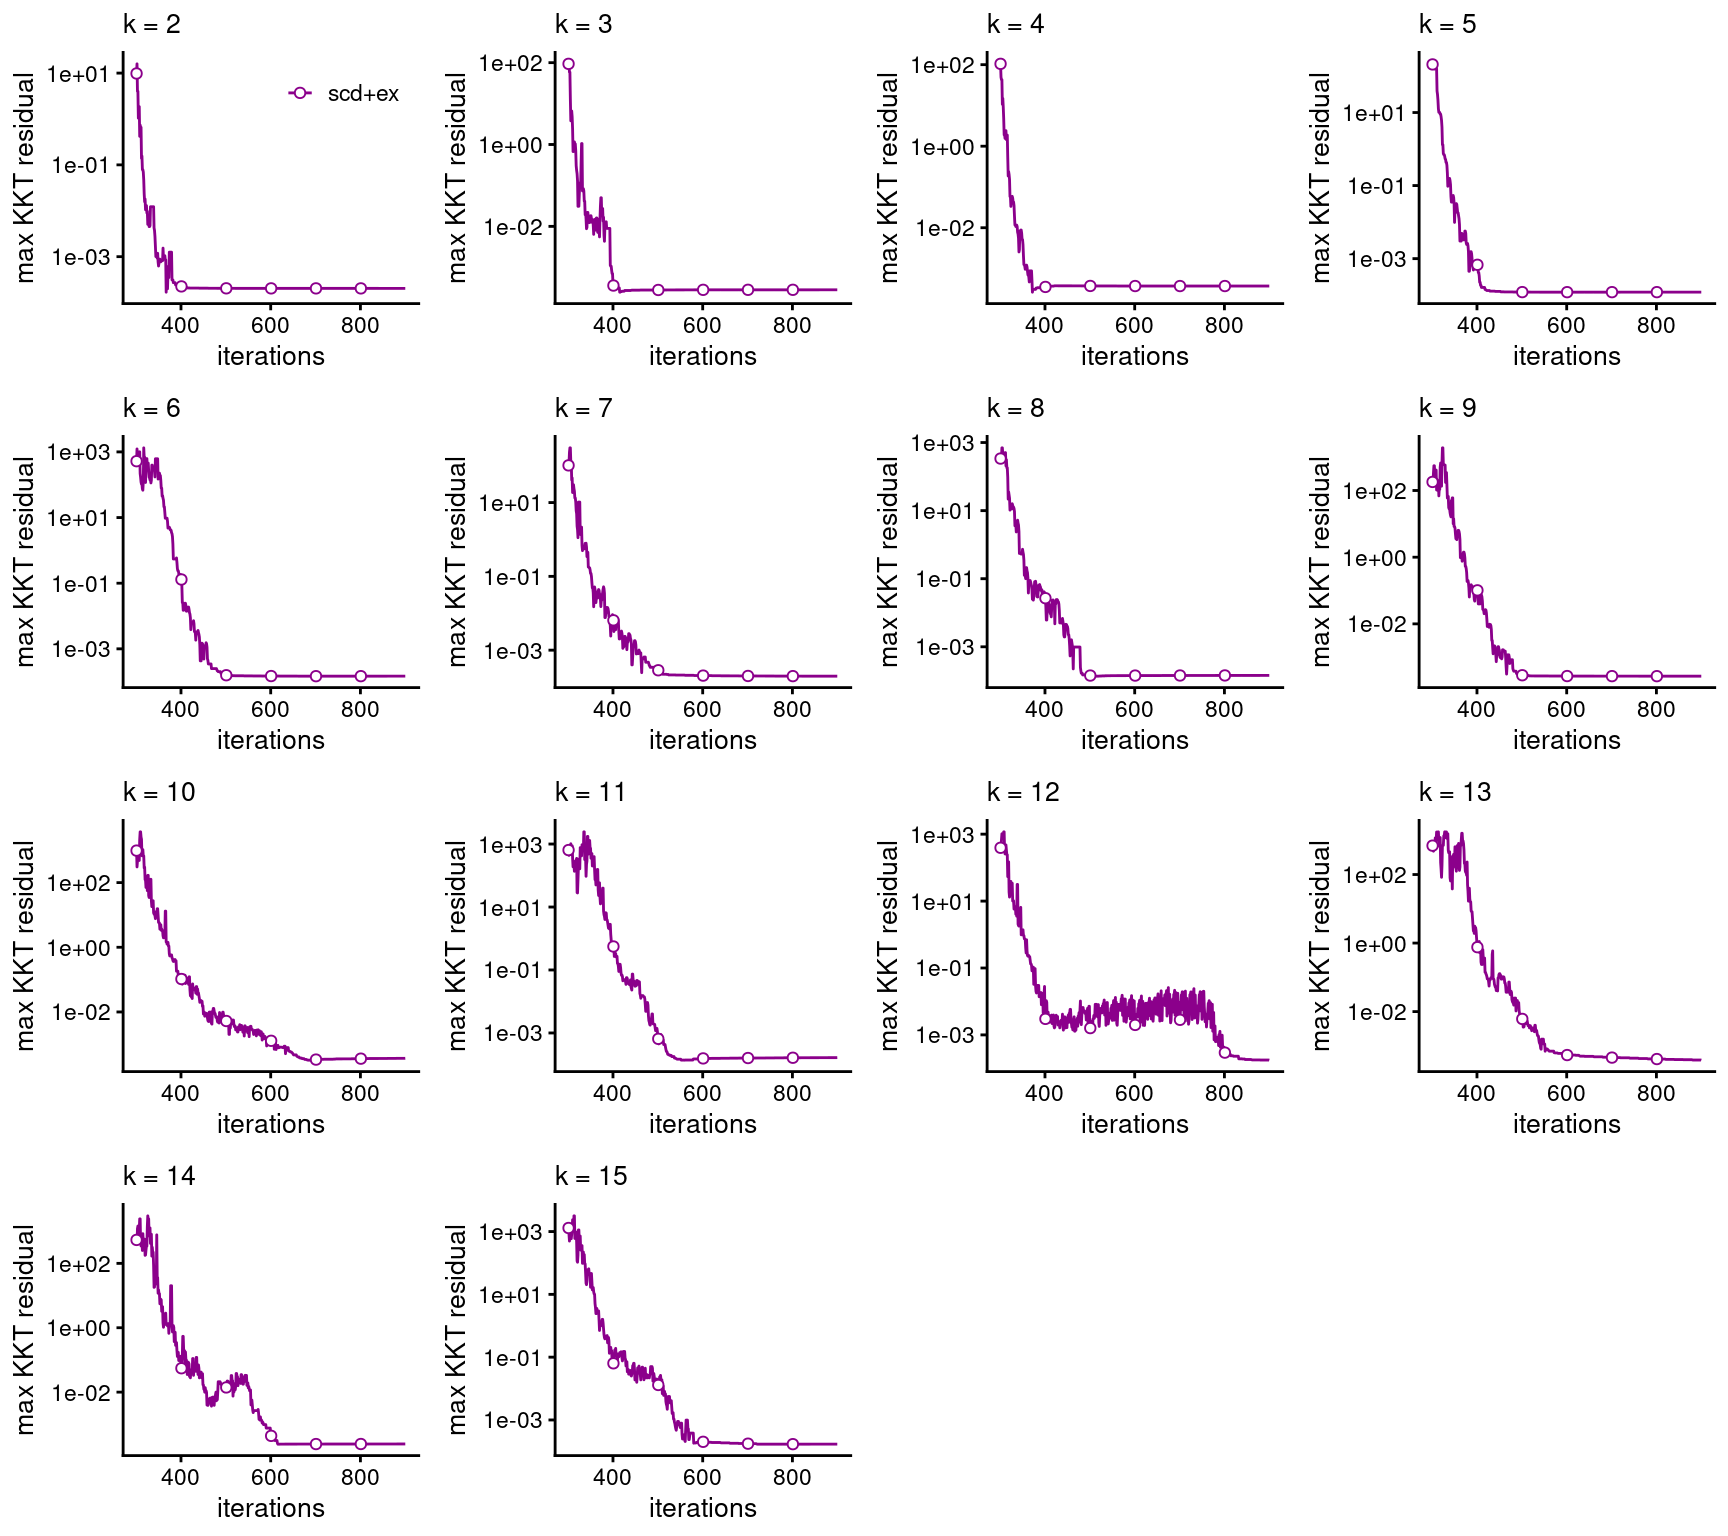 k = 2
k = 3
k = 4
k = 5
max KKT residual
1e+01
1e-01
1e-03
scd+ex
400
600
800
iterations
max KKT residual
1e+02
1e+00
1e-02
400
600
800
iterations
max KKT residual
1e+02
1e+00
1e-02
400
600
800
iterations
max KKT residual
1e+01
1e-01
1e-03
400
600
800
iterations
k = 6
k = 7
k = 8
k = 9
max KKT residual
1e+03
1e+01
1e-01
1e-03
400
600
800
iterations
max KKT residual
1e+01
1e-01
1e-03
400
600
800
iterations
max KKT residual
1e+03
1e+01
1e-01
1e-03
400
600
800
iterations
max KKT residual
1e+02
1e+00
1e-02
400
600
800
iterations
k = 10
k = 11
k = 12
k = 13
max KKT residual
1e+02
1e+00
1e-02
400
600
800
iterations
max KKT residual
1e+03
1e+01
1e-01
1e-03
400
600
800
iterations
max KKT residual
1e+03
1e+01
1e-01
1e-03
400
600
800
iterations
max KKT residual
1e+02
1e+00
1e-02
400
600
800
iterations
k = 14
k = 15
max KKT residual
1e+02
1e+00
1e-02
400
600
800
iterations
max KKT residual
1e+03
1e+01
1e-01
1e-03
400
600
800
iterations